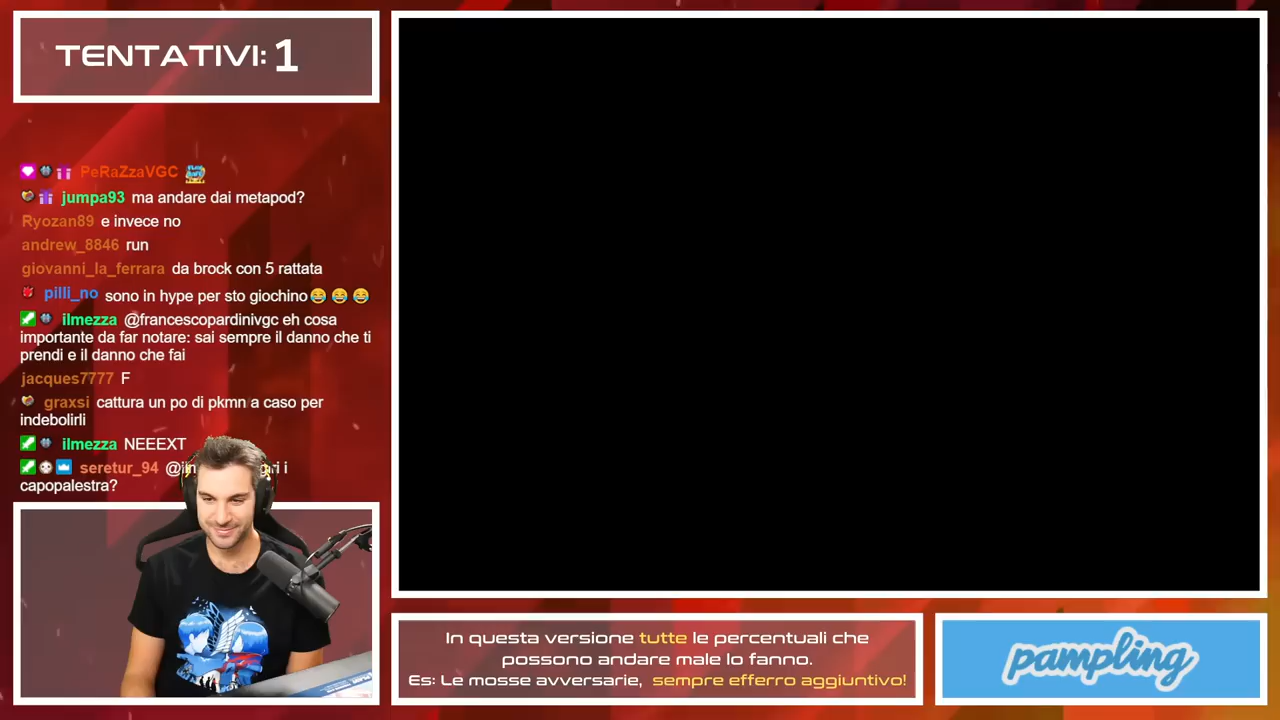 TENTATIVI: 1
PeRaZzaVGC
jumpa93 ma andare dai metapod?
Ryozan89 e invece no
andrew_8846 run
giovanni_la_ferrara da brock con 5 rattata
pilli_no sono in hype per sto giochino😂 😂 😂
ilmezza @francescopardinivgc eh cosa
importante da far notare: sai sempre il danno che ti
prendi e il danno che fai
jacques7777 F
graxsi cattura un po di pkmn a caso per
indebolirli
ilmezza NEEEXT
seretur_94 i
capopalestra?
In questa versione tutte le percentuali che
possono andare male lo fanno.
Es: Le mosse avversarie, sempre efferro aggiuntivo!
pampling